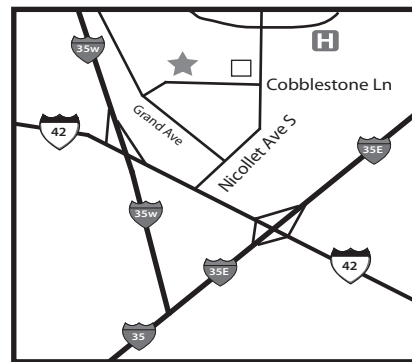 35w
H
Cobblestone Ln
Grand Ave
42
Nicollet Ave S
35E
35w
35E
42
35